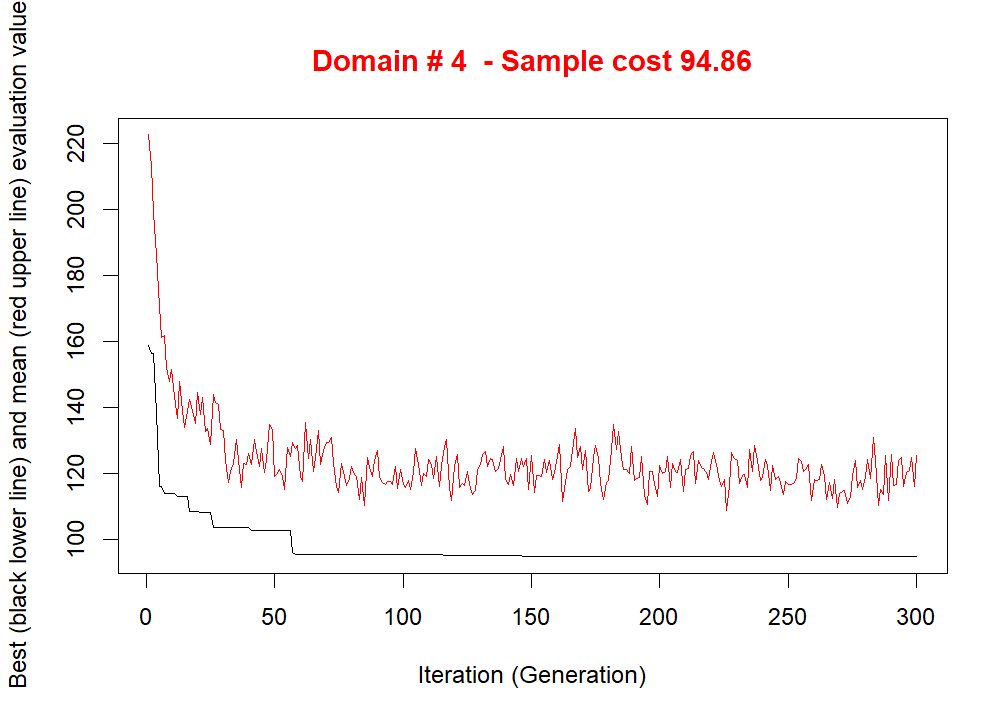 Domain # 4  - Sample cost 94.86
Best (black lower line) and mean (red upper line) evaluation value
220
200
180
160
140
120
100
0 50 100 150 200 250 300
Iteration (Generation)